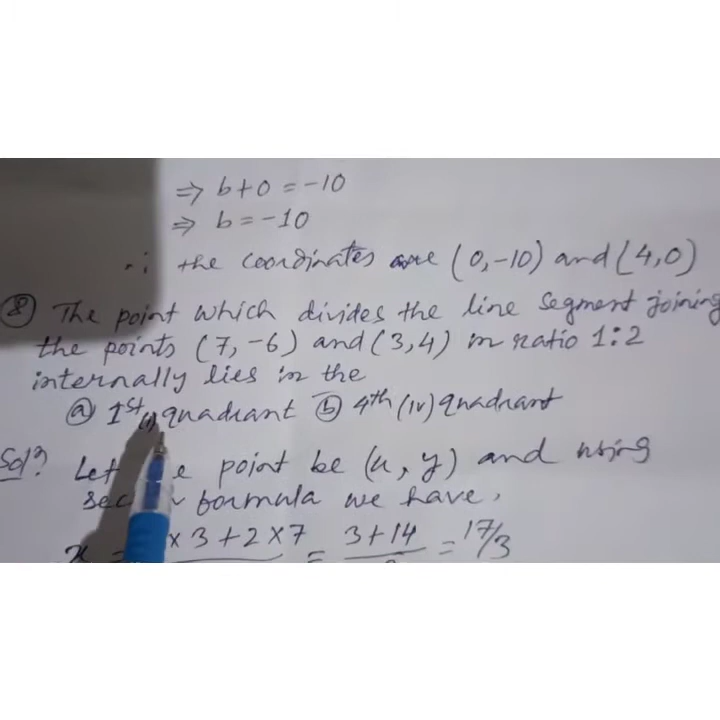 ⇒ b+0 = -10
⇒ b = -10
∴ the coordinates are (0,-10) and (4,0)
⑧ The point which divides the line segment joining
the points (7,-6) and (3,4) in ratio 1:2
internally lies in the
ⓐ 1st (I) quadrant ⓑ 4th (IV) quadrant
Sol? Let point be (x, y) and using
formula we have,
x = × 3 + 2 × 7 = 3 + 14 = 17/3